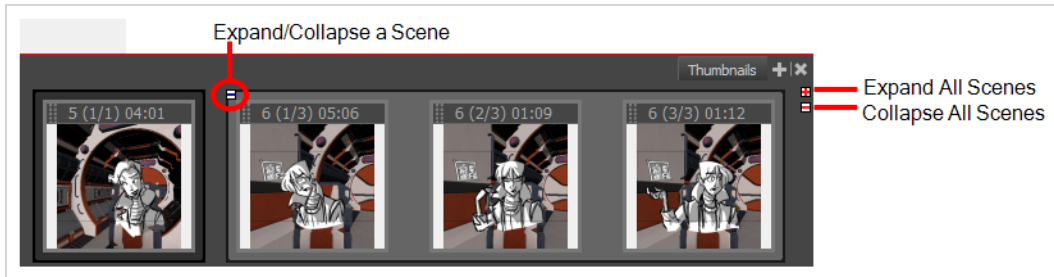 Expand/Collapse a Scene
Thumbnails
Expand All Scenes
Collapse All Scenes
5 (1/1) 04:01
6 (1/3) 05:06
6 (2/3) 01:09
6 (3/3) 01:12